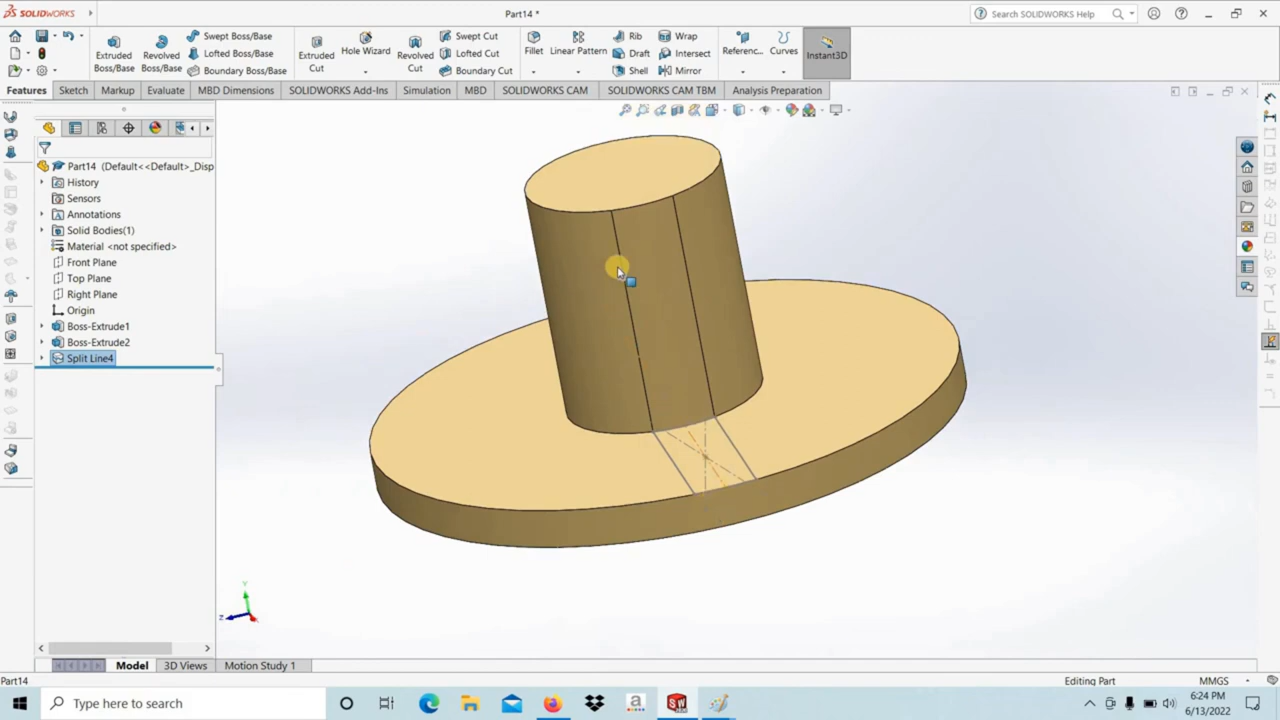 SOLIDWORKS
Part14 *
Search SOLIDWORKS Help
Extruded Boss/Base
Revolved Boss/Base
Swept Boss/Base
Lofted Boss/Base
Boundary Boss/Base
Extruded Cut
Hole Wizard
Revolved Cut
Swept Cut
Lofted Cut
Boundary Cut
Fillet
Linear Pattern
Rib
Draft
Shell
Wrap
Intersect
Mirror
Referenc...
Curves
Instant3D
Features Sketch Markup Evaluate MBD Dimensions SOLIDWORKS Add-Ins Simulation MBD SOLIDWORKS CAM SOLIDWORKS CAM TBM Analysis Preparation
Part14 (Default<<Default>_Disp
History
Sensors
Annotations
Solid Bodies(1)
Material <not specified>
Front Plane
Top Plane
Right Plane
Origin
Boss-Extrude1
Boss-Extrude2
Split Line4
Y
Z
Model 3D Views Motion Study 1
Part14 Editing Part MMGS
Type here to search
6:24 PM
6/13/2022